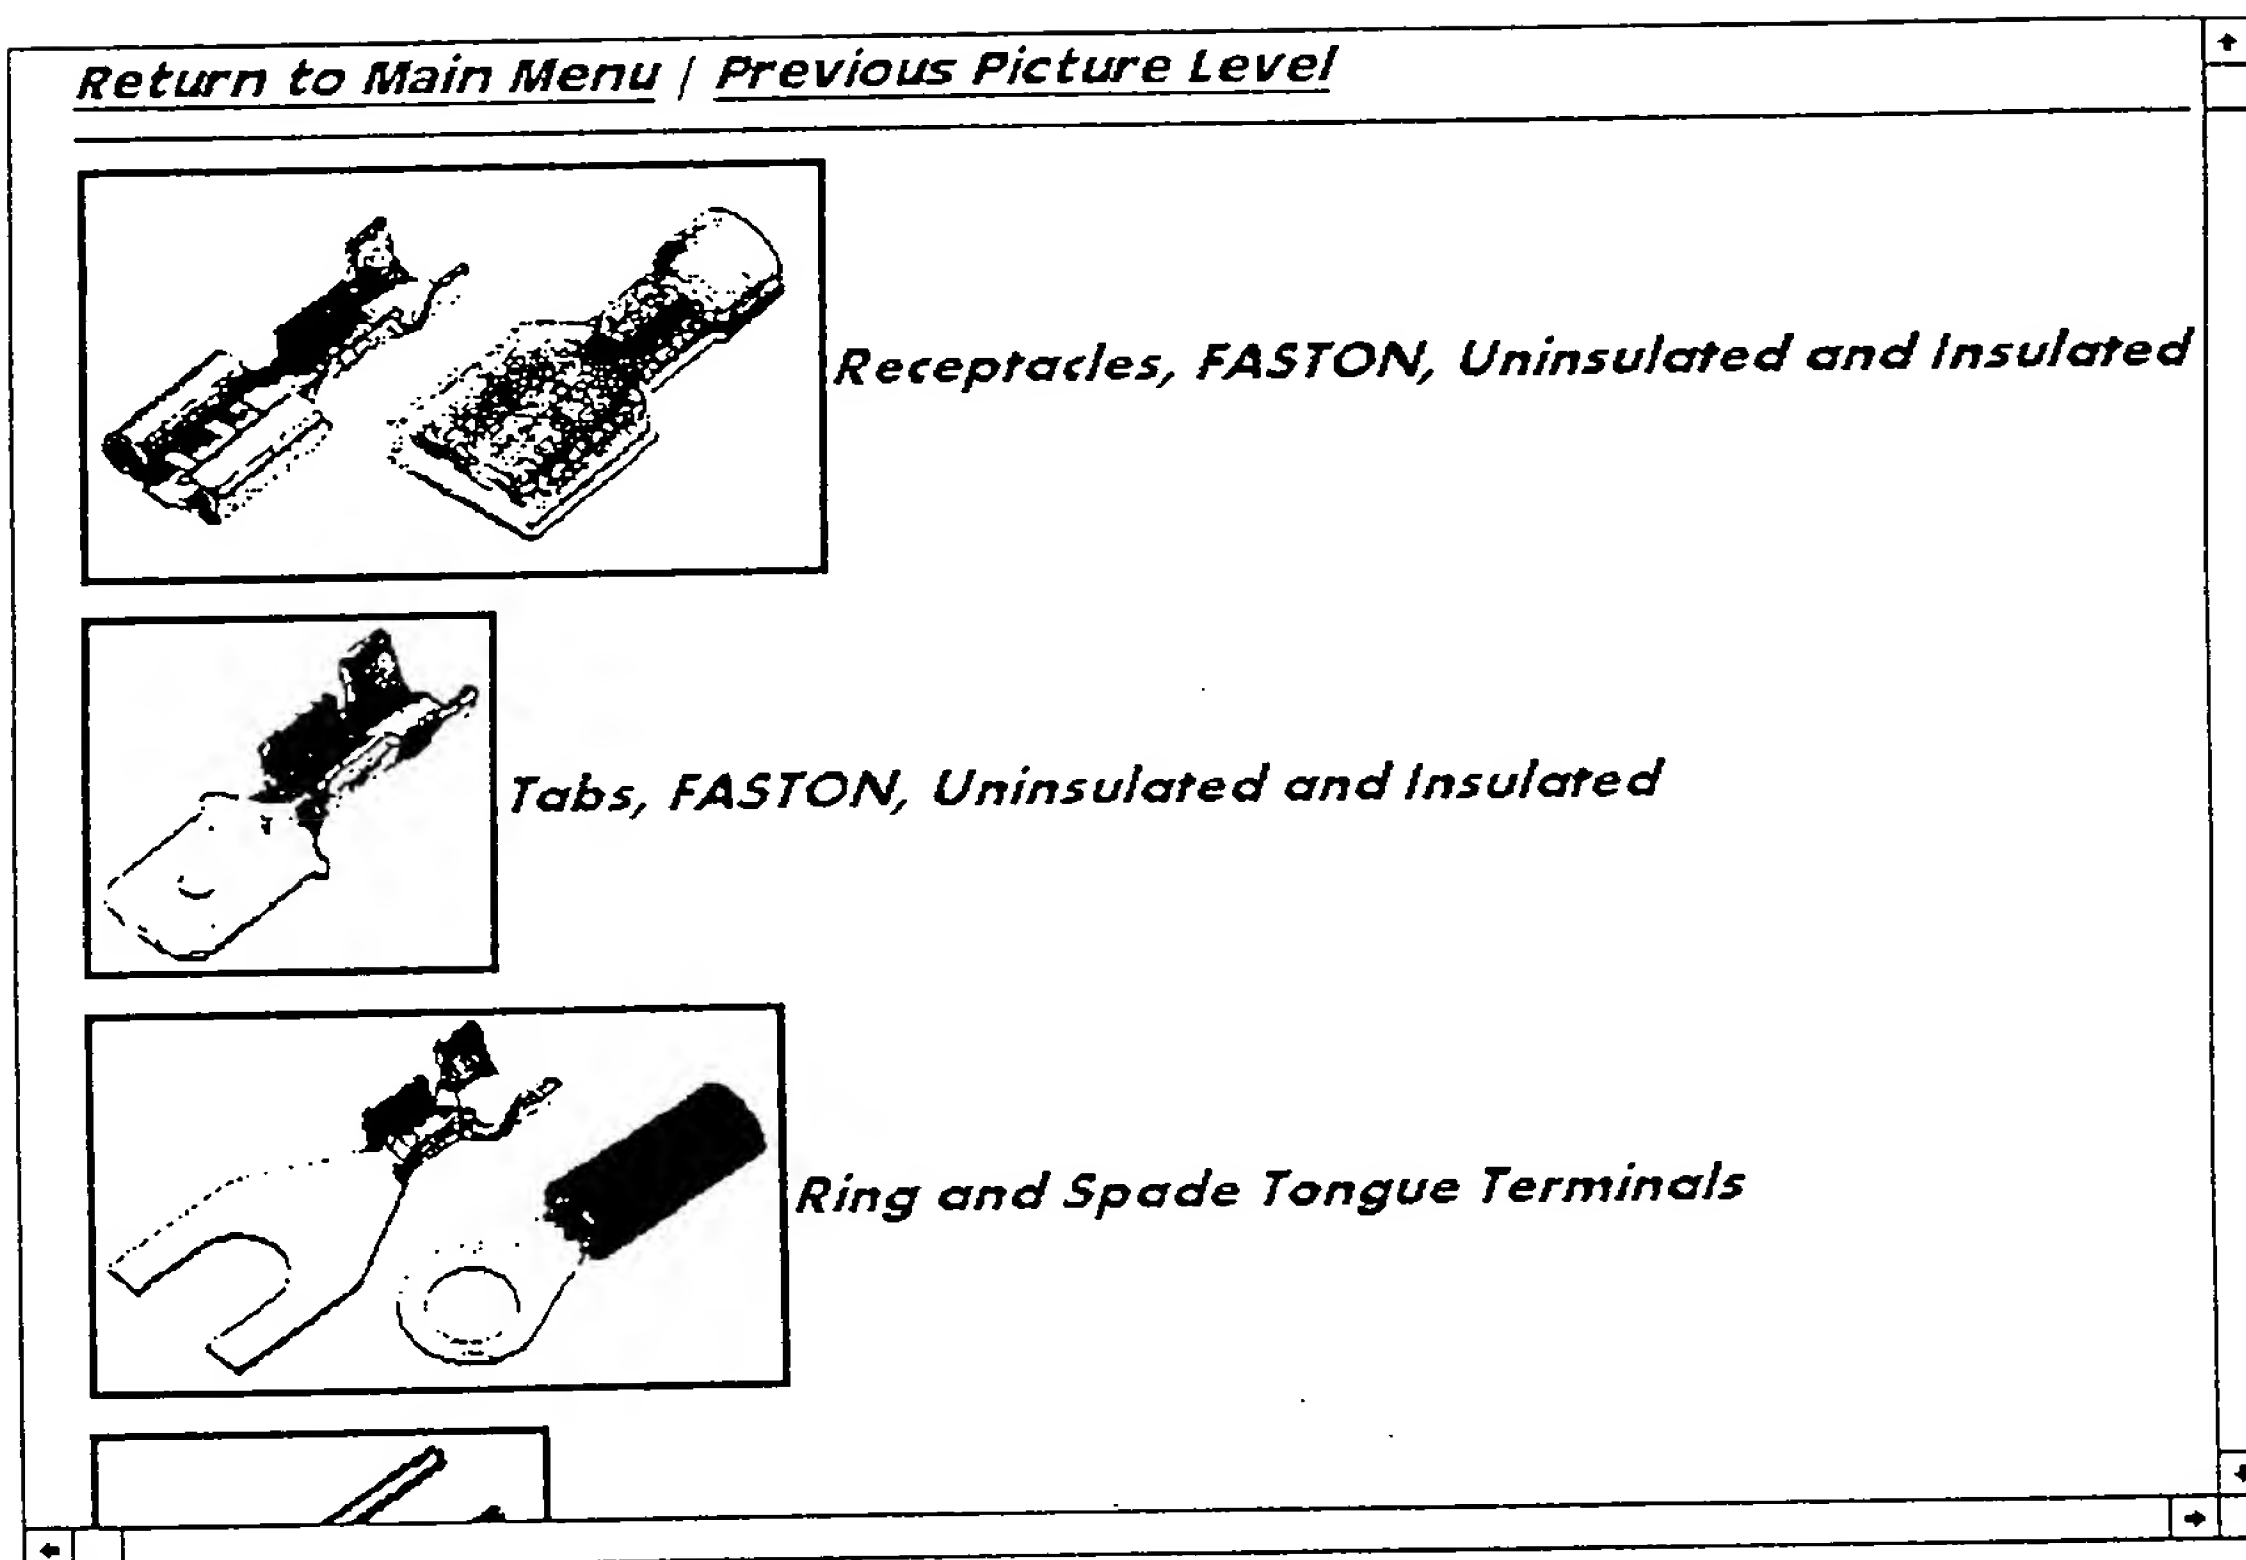 Return to Main Menu | Previous Picture Level
Receptacles, FASTON, Uninsulated and Insulated
Tabs, FASTON, Uninsulated and Insulated
Ring and Spade Tongue Terminals